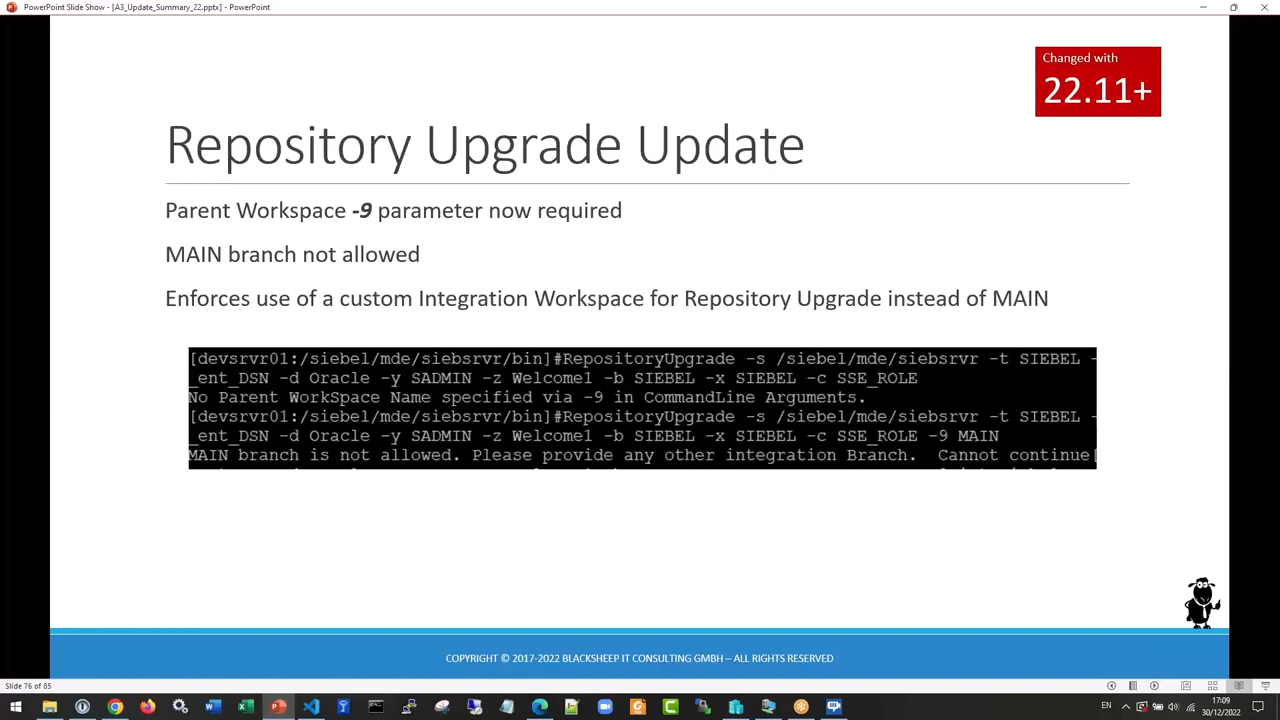 PowerPoint Slide Show - [A3_Update_Summary_22.pptx] - PowerPoint
Changed with
22.11+
Repository Upgrade Update
Parent Workspace -9 parameter now required
MAIN branch not allowed
Enforces use of a custom Integration Workspace for Repository Upgrade instead of MAIN
[devsrvr01:/siebel/mde/siebsrvr/bin]#RepositoryUpgrade -s /siebel/mde/siebsrvr -t SIEBEL -
_ent_DSN -d Oracle -y SADMIN -z Welcome1 -b SIEBEL -x SIEBEL -c SSE_ROLE
No Parent WorkSpace Name specified via -9 in CommandLine Arguments.
[devsrvr01:/siebel/mde/siebsrvr/bin]#RepositoryUpgrade -s /siebel/mde/siebsrvr -t SIEBEL -
_ent_DSN -d Oracle -y SADMIN -z Welcome1 -b SIEBEL -x SIEBEL -c SSE_ROLE -9 MAIN
MAIN branch is not allowed. Please provide any other integration Branch.  Cannot continue[
COPYRIGHT © 2017-2022 BLACKSHEEP IT CONSULTING GMBH – ALL RIGHTS RESERVED
Slide 76 of 85
EN
17:09
30/12/2022